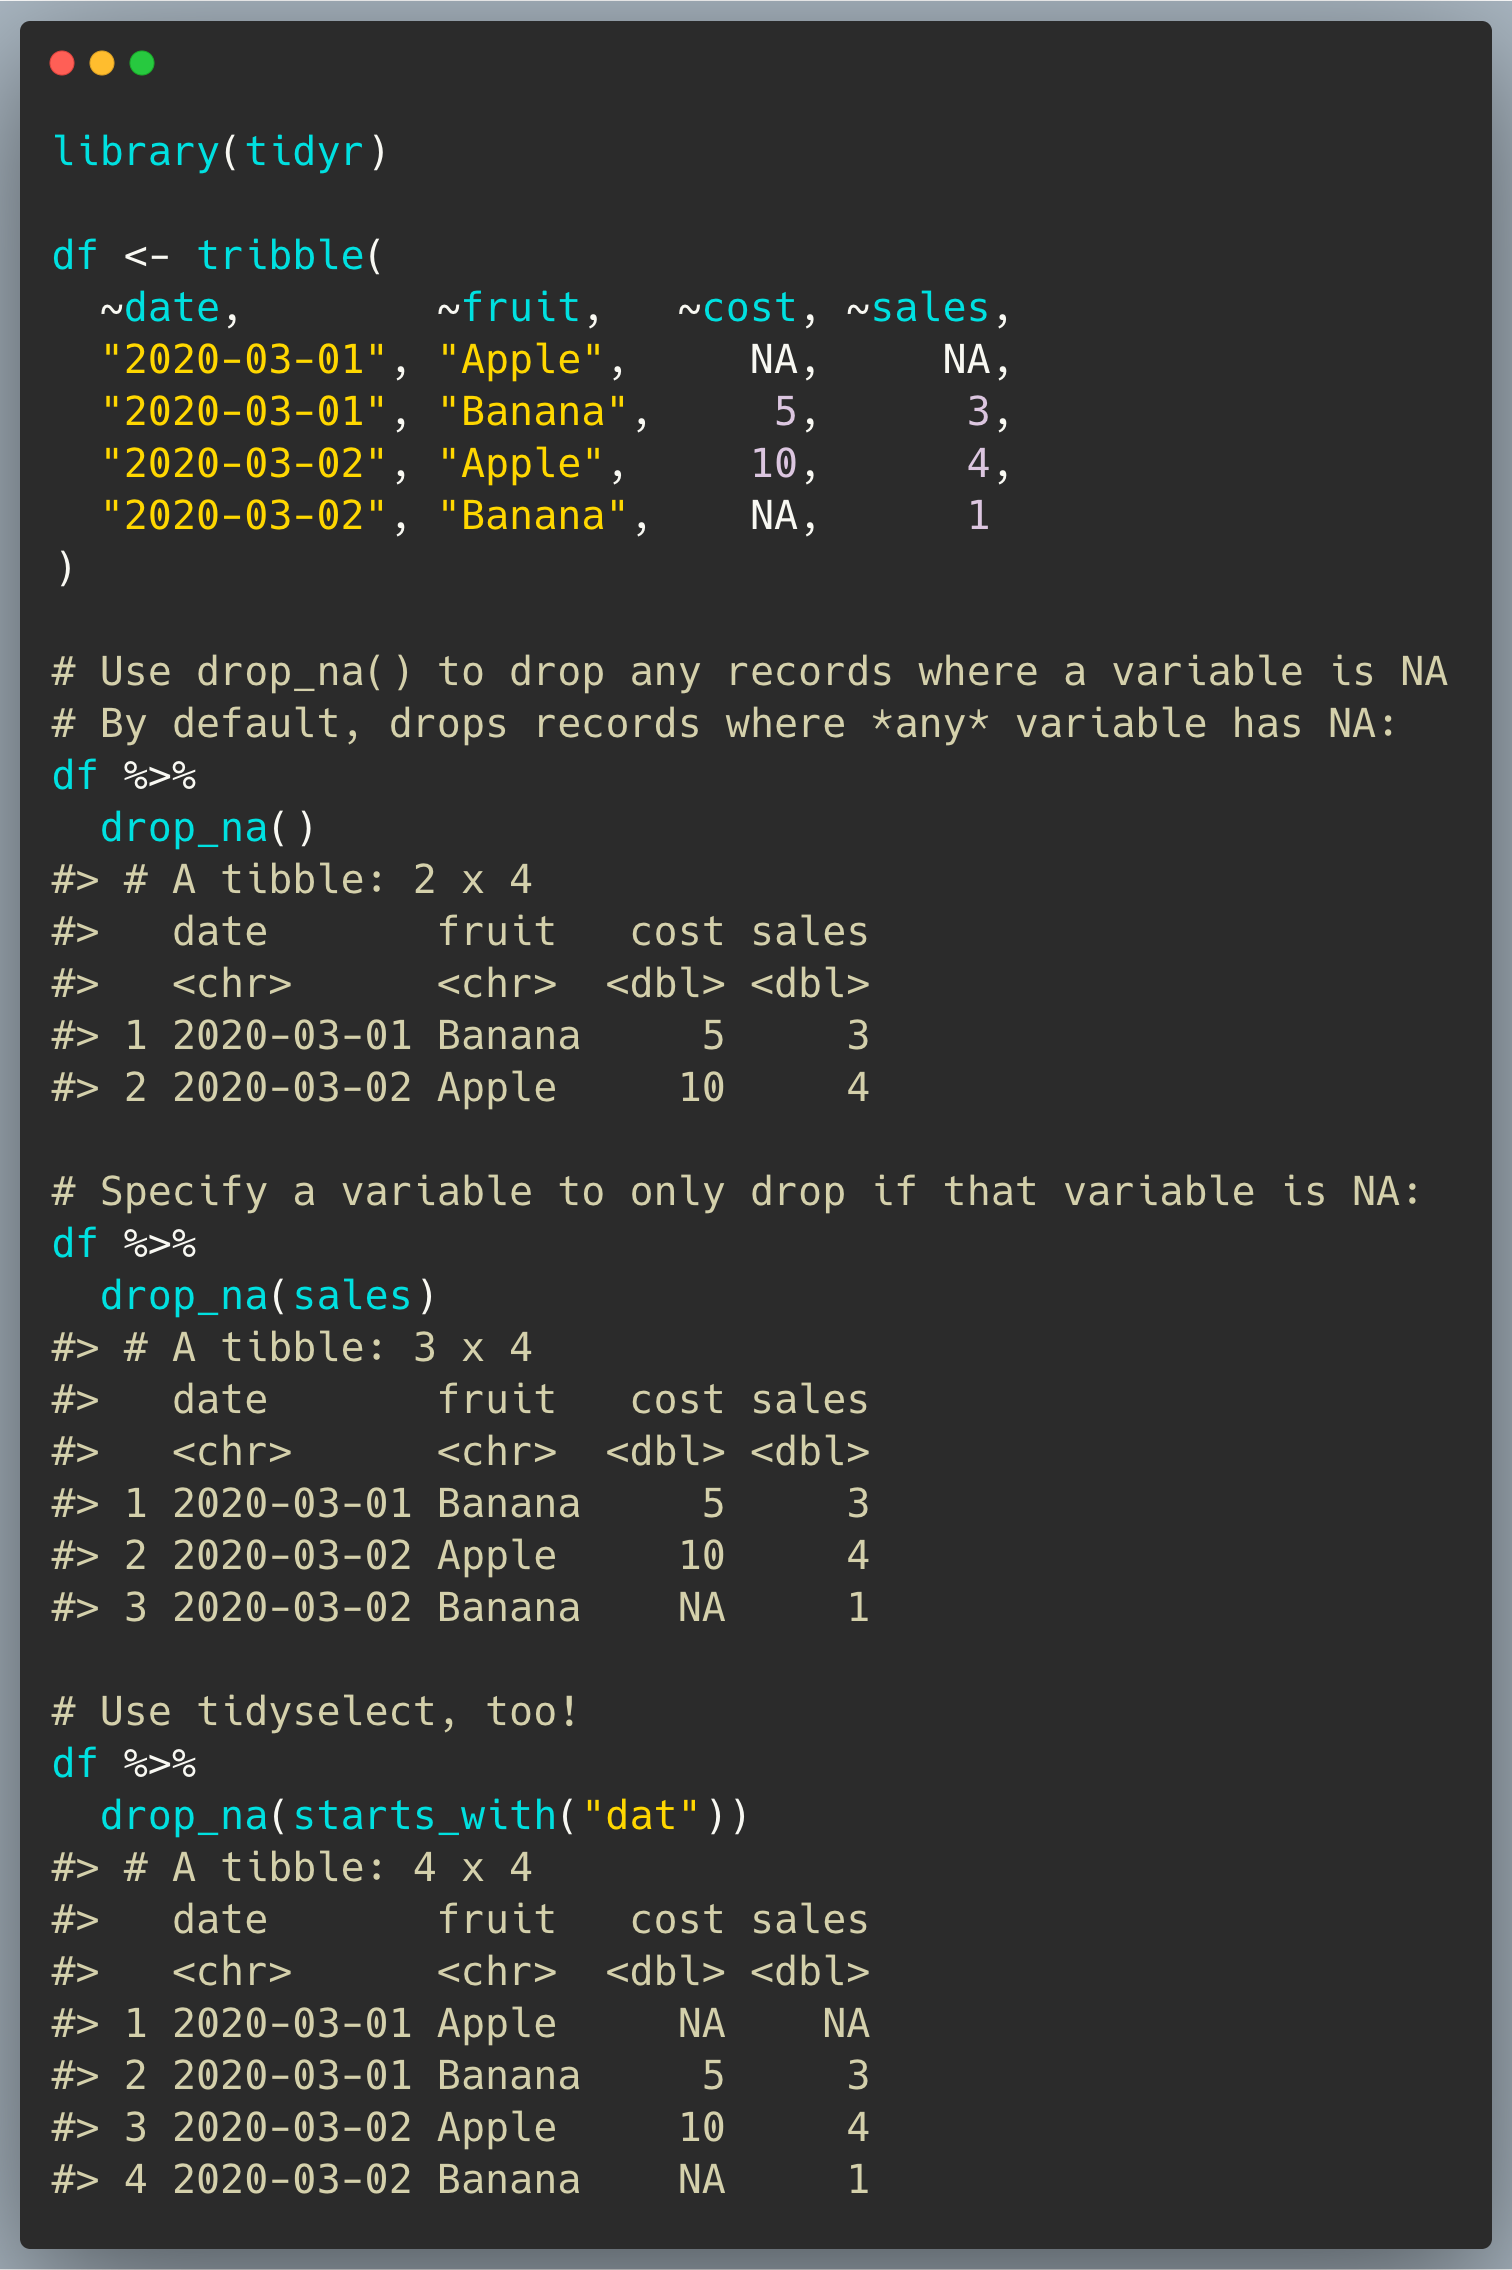 library(tidyr)

df <- tribble(
  ~date,        ~fruit,   ~cost, ~sales,
  "2020-03-01", "Apple",     NA,     NA,
  "2020-03-01", "Banana",     5,      3,
  "2020-03-02", "Apple",     10,      4,
  "2020-03-02", "Banana",    NA,      1
)

# Use drop_na() to drop any records where a variable is NA
# By default, drops records where *any* variable has NA:
df %>%
  drop_na()
#> # A tibble: 2 x 4
#>   date       fruit   cost sales
#>   <chr>      <chr>  <dbl> <dbl>
#> 1 2020-03-01 Banana     5     3
#> 2 2020-03-02 Apple     10     4

# Specify a variable to only drop if that variable is NA:
df %>%
  drop_na(sales)
#> # A tibble: 3 x 4
#>   date       fruit   cost sales
#>   <chr>      <chr>  <dbl> <dbl>
#> 1 2020-03-01 Banana     5     3
#> 2 2020-03-02 Apple     10     4
#> 3 2020-03-02 Banana    NA     1

# Use tidyselect, too!
df %>%
  drop_na(starts_with("dat"))
#> # A tibble: 4 x 4
#>   date       fruit   cost sales
#>   <chr>      <chr>  <dbl> <dbl>
#> 1 2020-03-01 Apple     NA    NA
#> 2 2020-03-01 Banana     5     3
#> 3 2020-03-02 Apple     10     4
#> 4 2020-03-02 Banana    NA     1